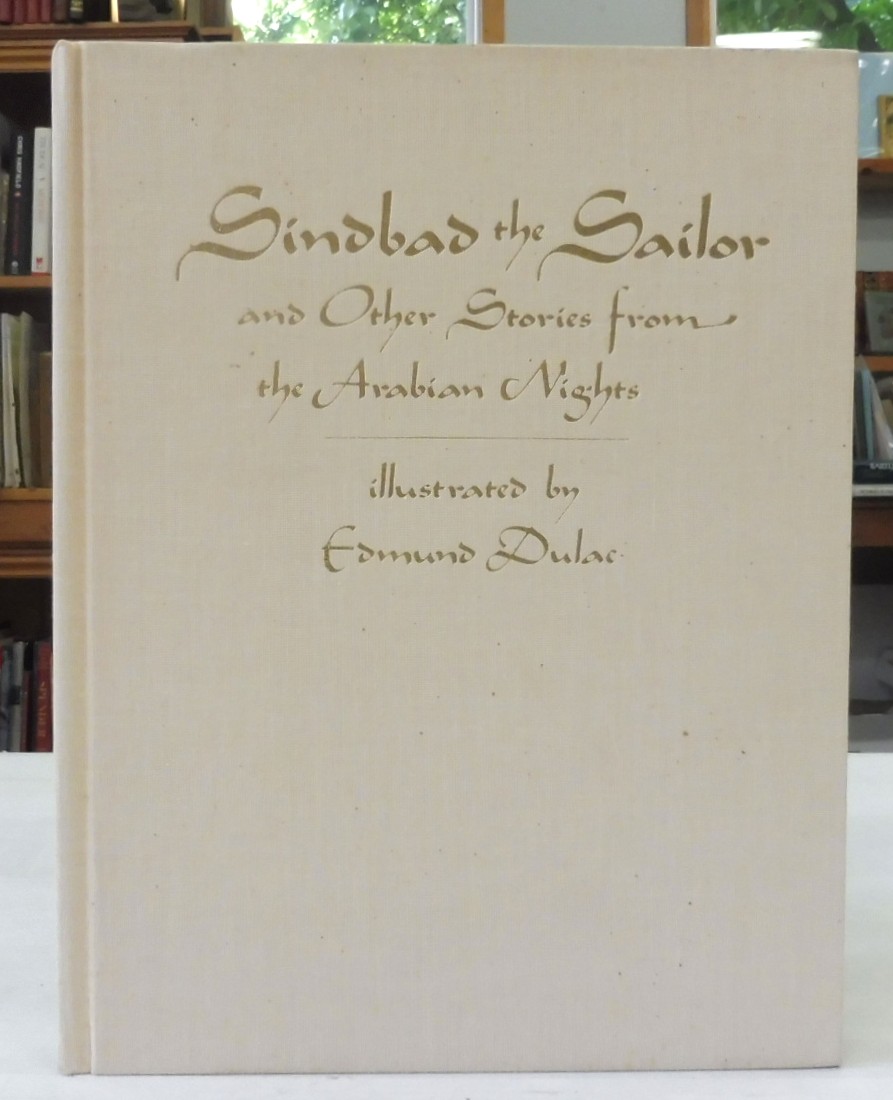 Sindbad the Sailor
and Other Stories from
the Arabian Nights
illustrated by
Edmund Dulac